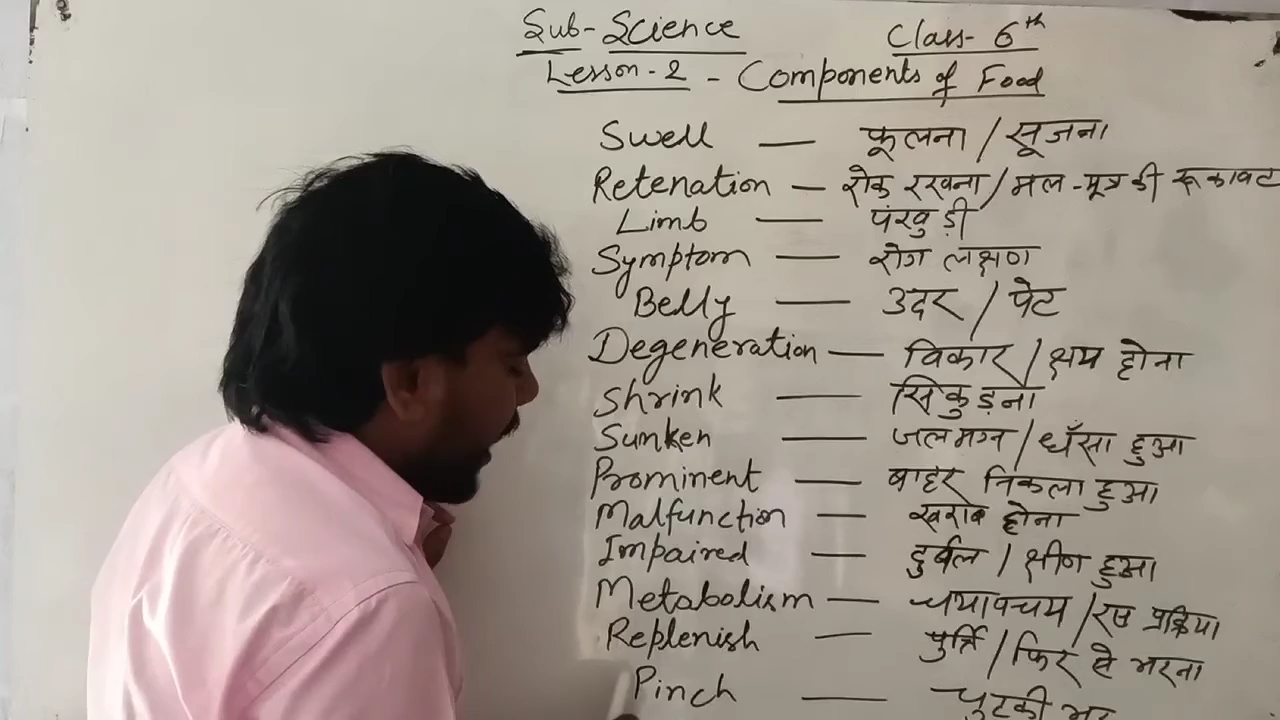 Sub-Science Class-6th
Lesson-2 - Components of Food
Swell — फूलना / सूजना
Retenation — रोक रखना / मल-मूत्र की रूकावट
Limb — पंखुड़ी
Symptom — रोग लक्षण
Belly — उदर / पेट
Degeneration — विकार / क्षय होना
Shrink — सिकुड़ना
Sunken — जलमग्न / धँसा हुआ
Prominent — बाहर निकला हुआ
Malfunction — खराब होना
Impaired — दुर्बल / क्षीण हुआ
Metabolism — चयापचय / रस प्रक्रिया
Replenish — पुर्ति / फिर से भरना
Pinch — चुटकी भर